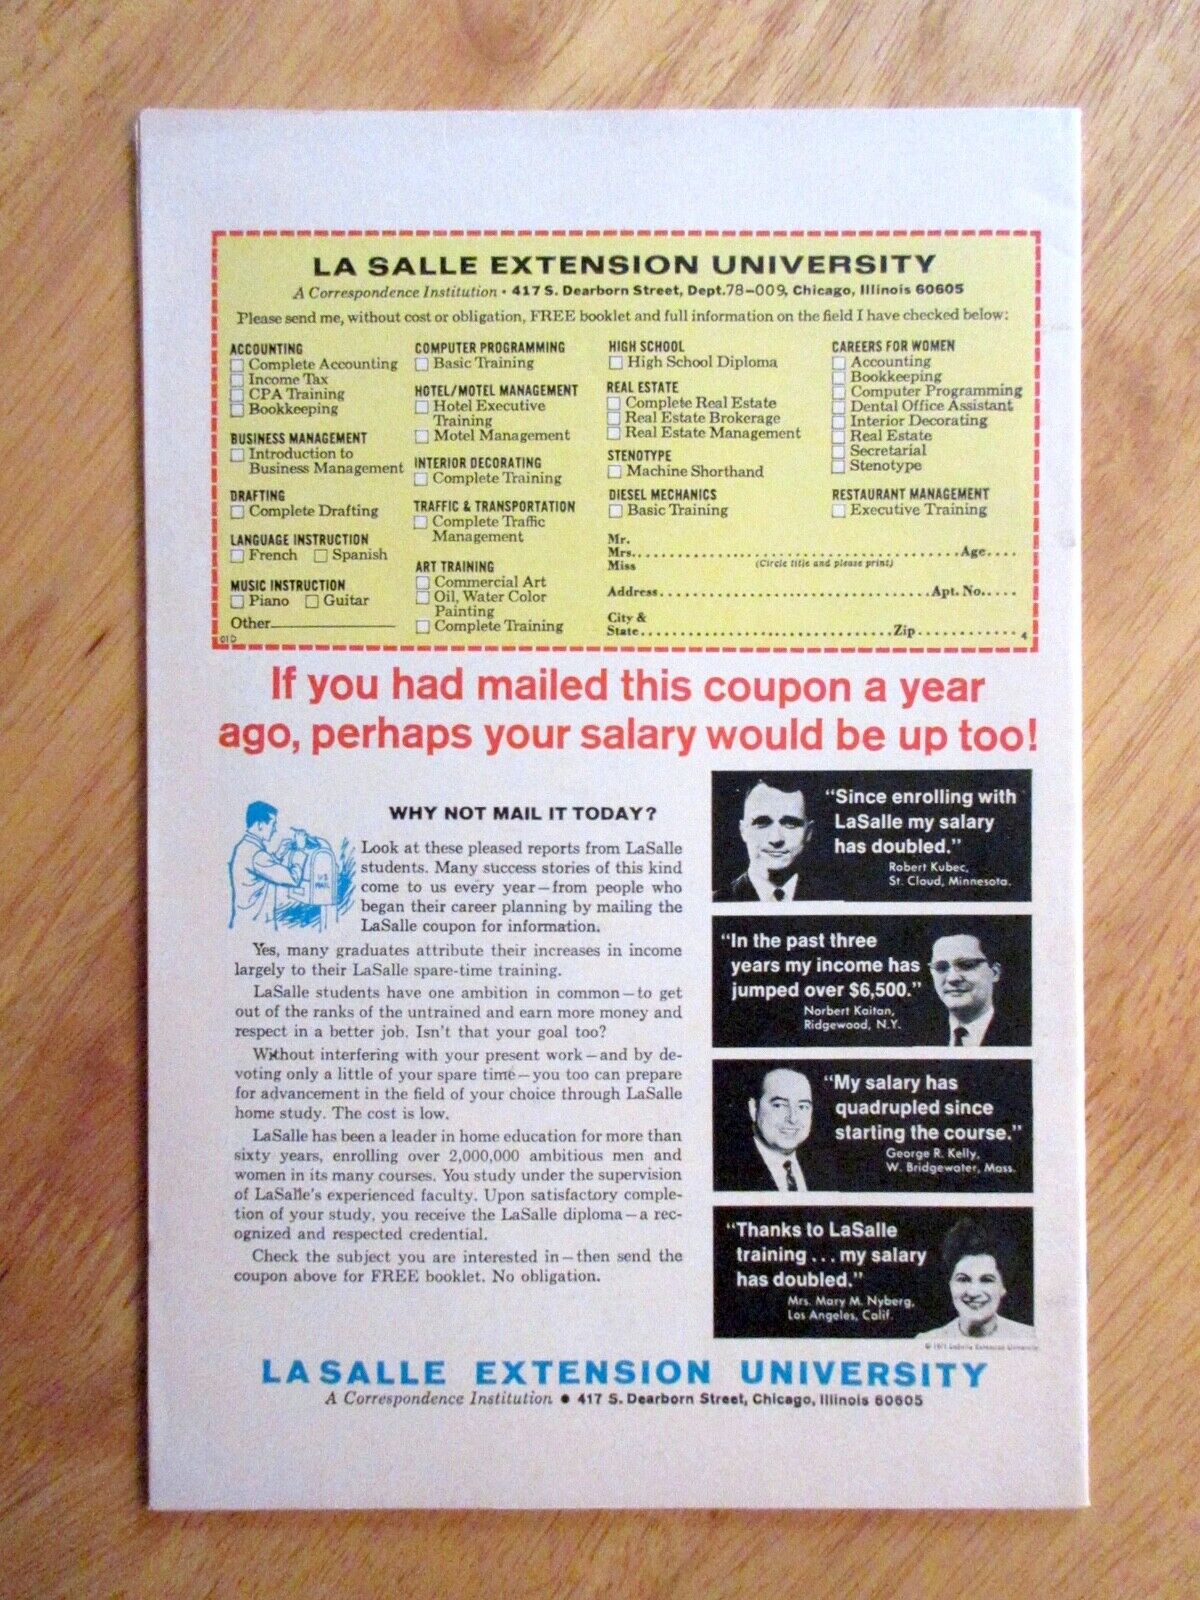 LA SALLE EXTENSION UNIVERSITY
A Correspondence Institution • 417 S. Dearborn Street, Dept.78-009, Chicago, Illinois 60605
Please send me, without cost or obligation, FREE booklet and full information on the field I have checked below:
ACCOUNTING
Complete Accounting
Income Tax
CPA Training
Bookkeeping
BUSINESS MANAGEMENT
Introduction to
Business Management
DRAFTING
Complete Drafting
LANGUAGE INSTRUCTION
French Spanish
MUSIC INSTRUCTION
Piano Guitar
Other
01D
COMPUTER PROGRAMMING
Basic Training
HOTEL/MOTEL MANAGEMENT
Hotel Executive
Training
Motel Management
INTERIOR DECORATING
Complete Training
TRAFFIC & TRANSPORTATION
Complete Traffic
Management
ART TRAINING
Commercial Art
Oil, Water Color
Painting
Complete Training
HIGH SCHOOL
High School Diploma
REAL ESTATE
Complete Real Estate
Real Estate Brokerage
Real Estate Management
STENOTYPE
Machine Shorthand
DIESEL MECHANICS
Basic Training
CAREERS FOR WOMEN
Accounting
Bookkeeping
Computer Programming
Dental Office Assistant
Interior Decorating
Real Estate
Secretarial
Stenotype
RESTAURANT MANAGEMENT
Executive Training
Mr.
Mrs. Age
Miss (Circle title and please print)
Address Apt. No.
City &
State Zip 4
If you had mailed this coupon a year
ago, perhaps your salary would be up too!
WHY NOT MAIL IT TODAY?
U S
MAIL
Look at these pleased reports from LaSalle
students. Many success stories of this kind
come to us every year—from people who
began their career planning by mailing the
LaSalle coupon for information.
Yes, many graduates attribute their increases in income
largely to their LaSalle spare-time training.
LaSalle students have one ambition in common—to get
out of the ranks of the untrained and earn more money and
respect in a better job. Isn't that your goal too?
Without interfering with your present work—and by de-
voting only a little of your spare time—you too can prepare
for advancement in the field of your choice through LaSalle
home study. The cost is low.
LaSalle has been a leader in home education for more than
sixty years, enrolling over 2,000,000 ambitious men and
women in its many courses. You study under the supervision
of LaSalle's experienced faculty. Upon satisfactory comple-
tion of your study, you receive the LaSalle diploma—a rec-
ognized and respected credential.
Check the subject you are interested in—then send the
coupon above for FREE booklet. No obligation.
"Since enrolling with
LaSalle my salary
has doubled."
Robert Kubec,
St. Cloud, Minnesota.
"In the past three
years my income has
jumped over $6,500."
Norbert Kaitan,
Ridgewood, N.Y.
"My salary has
quadrupled since
starting the course."
George R. Kelly,
W. Bridgewater, Mass.
"Thanks to LaSalle
training...my salary
has doubled."
Mrs. Mary M. Nyberg,
Los Angeles, Calif.
© 1971 LaSalle Extension University
LASALLE EXTENSION UNIVERSITY
A Correspondence Institution • 417 S. Dearborn Street, Chicago, Illinois 60605